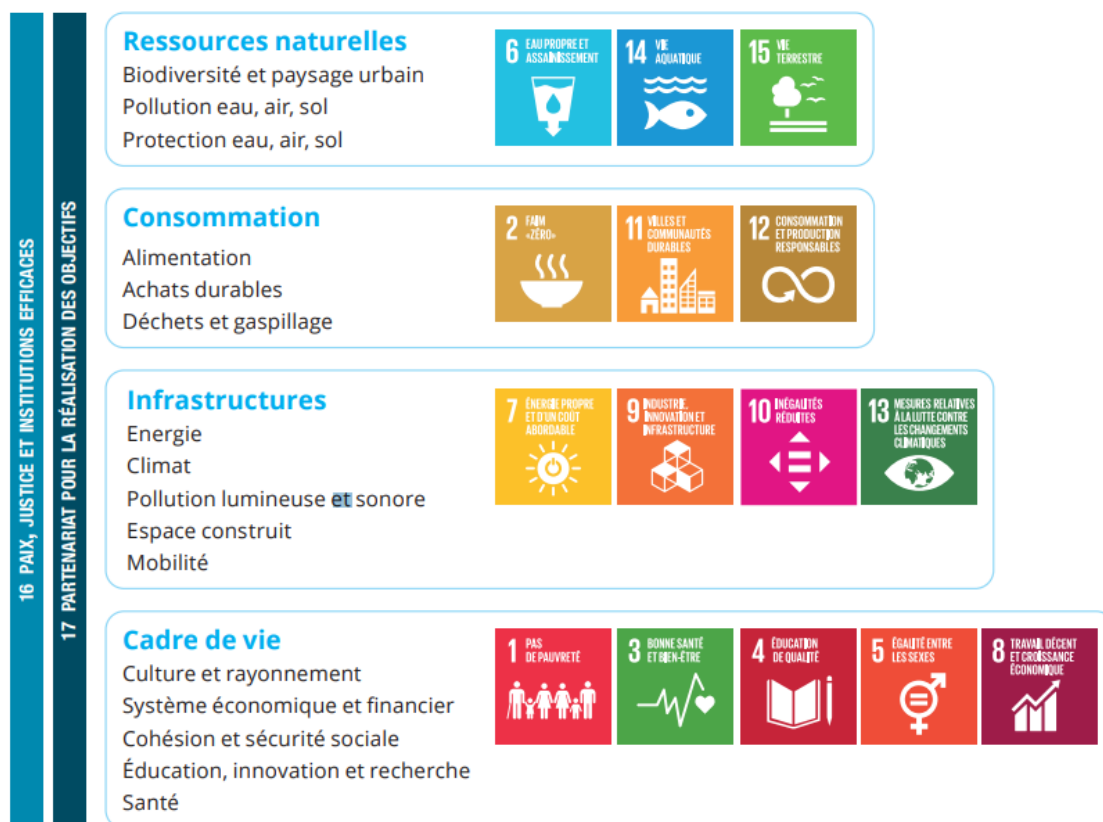 16 PAIX, JUSTICE ET INSTITUTIONS EFFICACES
17 PARTENARIAT POUR LA RÉALISATION DES OBJECTIFS
Ressources naturelles
Biodiversité et paysage urbain
Pollution eau, air, sol
Protection eau, air, sol
6 EAU PROPRE ET
ASSAINISSEMENT
14 VIE
AQUATIQUE
15 VIE
TERRESTRE
Consommation
Alimentation
Achats durables
Déchets et gaspillage
2 FAIM
«ZÉRO»
11 VILLES ET
COMMUNAUTÉS
DURABLES
12 CONSOMMATION
ET PRODUCTION
RESPONSABLES
Infrastructures
Energie
Climat
Pollution lumineuse et sonore
Espace construit
Mobilité
7 ÉNERGIE PROPRE
ET D'UN COÛT
ABORDABLE
9 INDUSTRIE,
INNOVATION ET
INFRASTRUCTURE
10 INÉGALITÉS
RÉDUITES
13 MESURES RELATIVES
À LA LUTTE CONTRE
LES CHANGEMENTS
CLIMATIQUES
Cadre de vie
Culture et rayonnement
Système économique et financier
Cohésion et sécurité sociale
Éducation, innovation et recherche
Santé
1 PAS
DE PAUVRETÉ
3 BONNE SANTÉ
ET BIEN-ÊTRE
4 ÉDUCATION
DE QUALITÉ
5 ÉGALITÉ ENTRE
LES SEXES
8 TRAVAIL DÉCENT
ET CROISSANCE
ÉCONOMIQUE